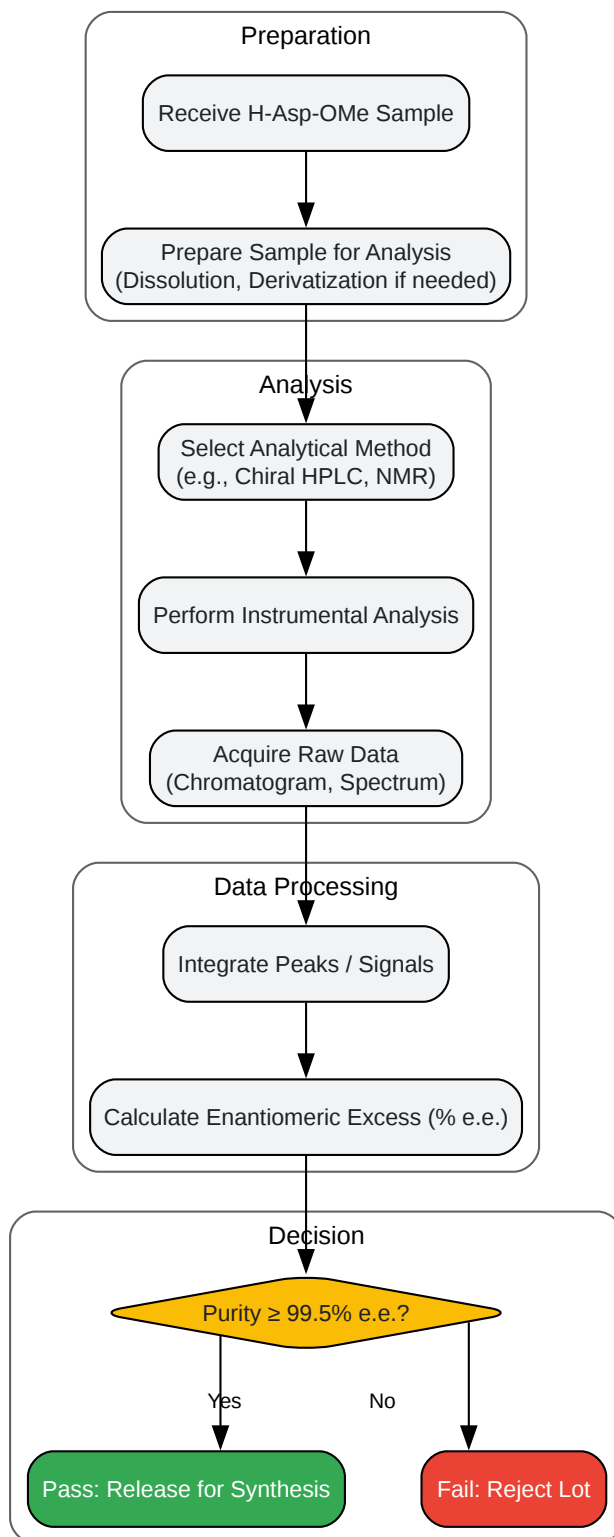 Preparation
Receive H-Asp-OMe Sample
Prepare Sample for Analysis
(Dissolution, Derivatization if needed)
Analysis
Select Analytical Method
(e.g., Chiral HPLC, NMR)
Perform Instrumental Analysis
Acquire Raw Data
(Chromatogram, Spectrum)
Data Processing
Integrate Peaks / Signals
Calculate Enantiomeric Excess (% e.e.)
Decision
Purity ≥ 99.5% e.e.?
Yes
No
Pass: Release for Synthesis
Fail: Reject Lot